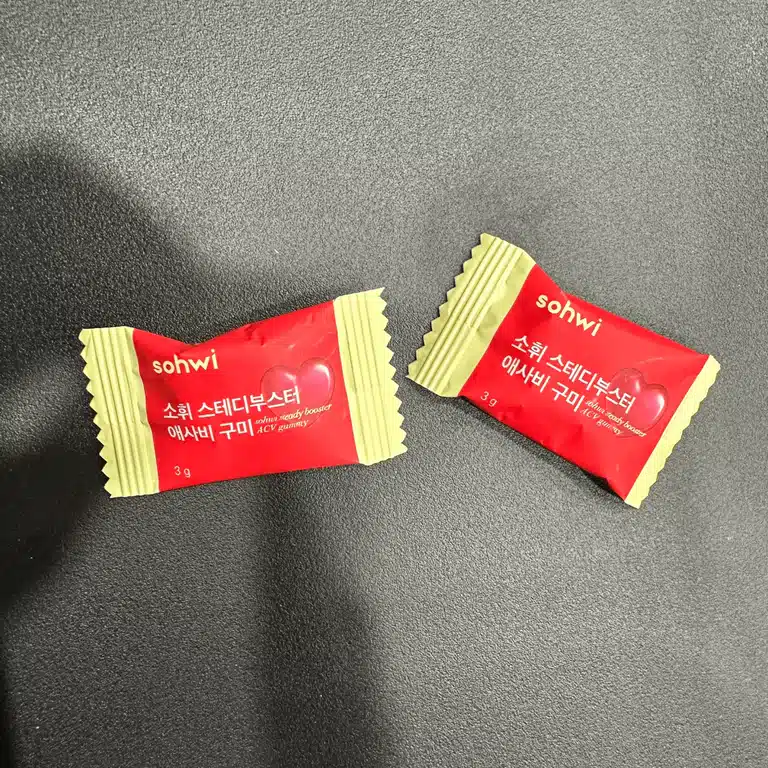 sohwi
소휘 스테디부스터
애사비 구미
sohwi steady booster
ACV gummy
3 g
sohwi
소휘 스테디부스터
애사비 구미
sohwi steady booster
ACV gummy
3 g